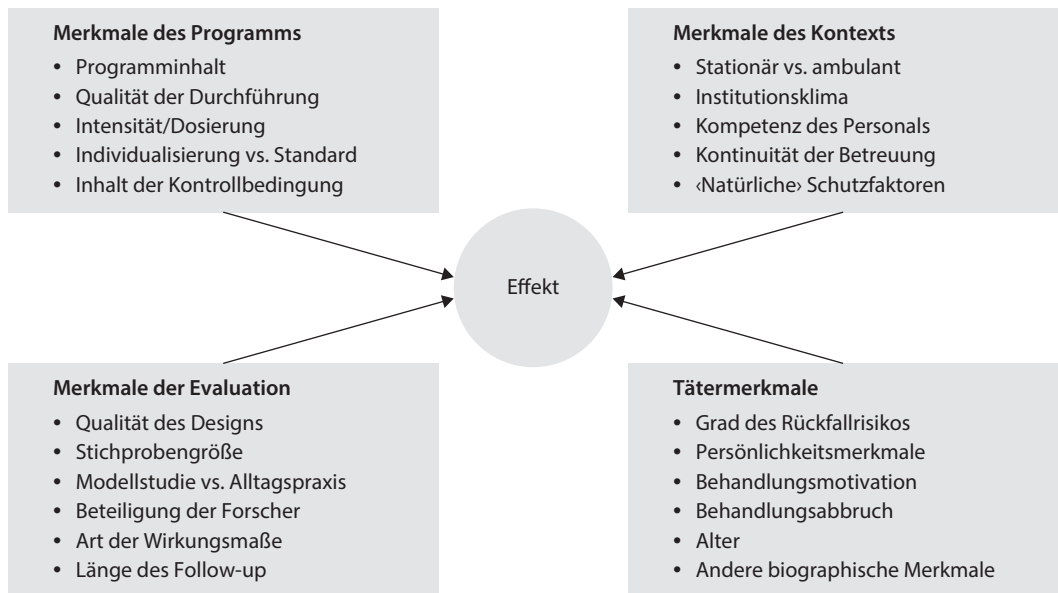 Merkmale des Programms
• Programminhalt
• Qualität der Durchführung
• Intensität/Dosierung
• Individualisierung vs. Standard
• Inhalt der Kontrollbedingung
Merkmale des Kontexts
• Stationär vs. ambulant
• Institutionsklima
• Kompetenz des Personals
• Kontinuität der Betreuung
• ‹Natürliche› Schutzfaktoren
Effekt
Merkmale der Evaluation
• Qualität des Designs
• Stichprobengröße
• Modellstudie vs. Alltagspraxis
• Beteiligung der Forscher
• Art der Wirkungsmaße
• Länge des Follow-up
Tätermerkmale
• Grad des Rückfallrisikos
• Persönlichkeitsmerkmale
• Behandlungsmotivation
• Behandlungsabbruch
• Alter
• Andere biographische Merkmale